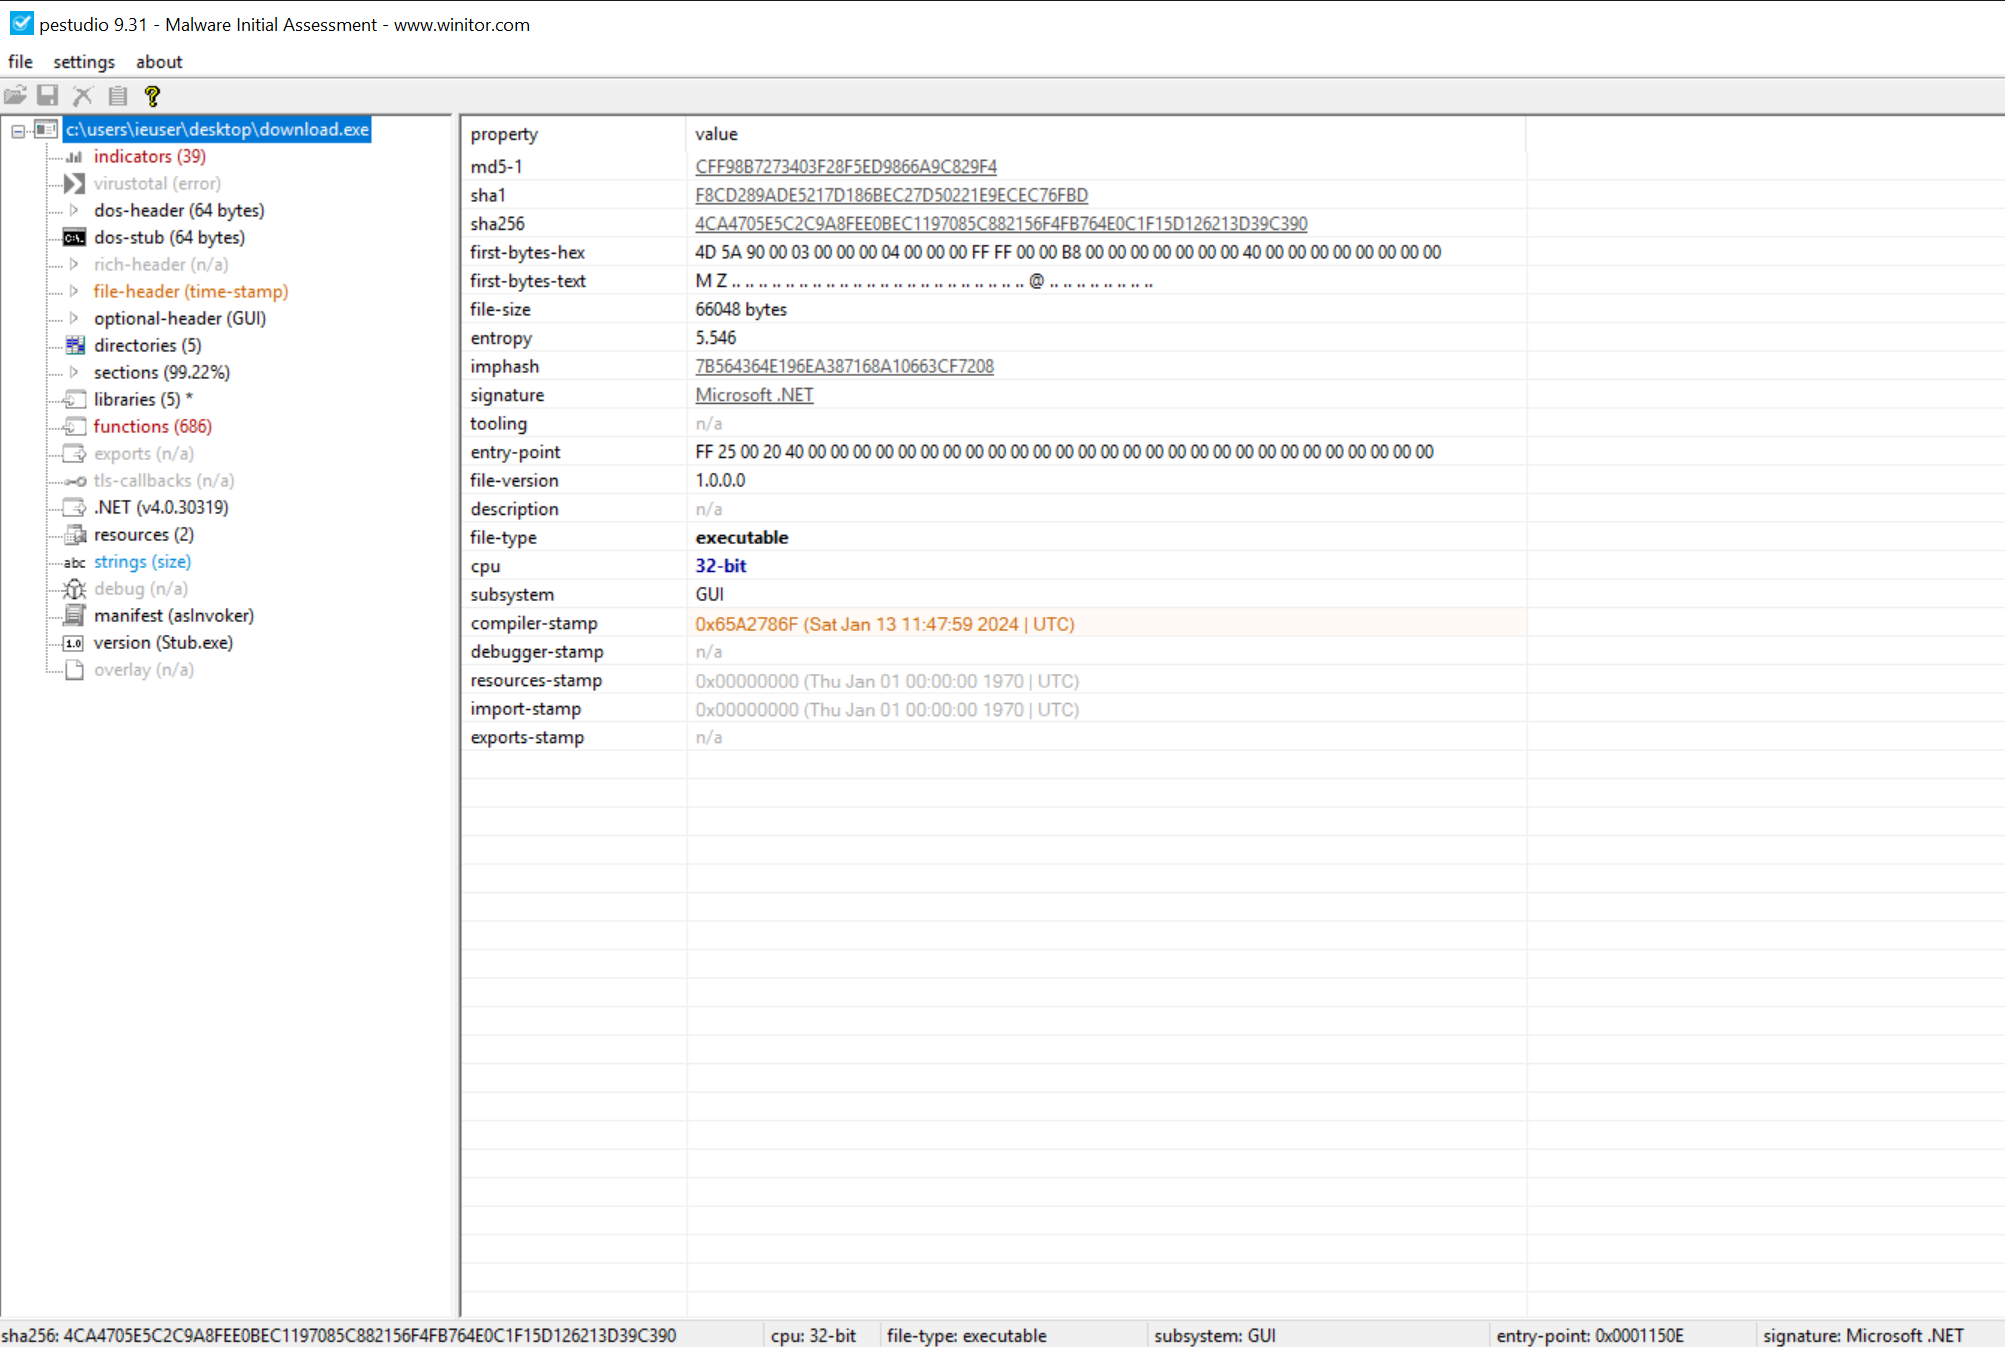 pestudio 9.31 - Malware Initial Assessment - www.winitor.com
file settings about
c:\users\ieuser\desktop\download.exe
indicators (39)
virustotal (error)
dos-header (64 bytes)
dos-stub (64 bytes)
rich-header (n/a)
file-header (time-stamp)
optional-header (GUI)
directories (5)
sections (99.22%)
libraries (5) *
functions (686)
exports (n/a)
tls-callbacks (n/a)
.NET (v4.0.30319)
resources (2)
abc strings (size)
debug (n/a)
manifest (asInvoker)
1.0 version (Stub.exe)
overlay (n/a)
property value
md5-1 CFF98B7273403F28F5ED9866A9C829F4
sha1 F8CD289ADE5217D186BEC27D50221E9ECEC76FBD
sha256 4CA4705E5C2C9A8FEE0BEC1197085C882156F4FB764E0C1F15D126213D39C390
first-bytes-hex 4D 5A 90 00 03 00 00 00 04 00 00 00 FF FF 00 00 B8 00 00 00 00 00 00 00 40 00 00 00 00 00 00 00 00
first-bytes-text M Z .. .. .. .. .. .. .. .. .. .. .. .. .. .. .. .. .. .. .. .. .. .. @ .. .. .. .. .. .. .. ..
file-size 66048 bytes
entropy 5.546
imphash 7B564364E196EA387168A10663CF7208
signature Microsoft .NET
tooling n/a
entry-point FF 25 00 20 40 00 00 00 00 00 00 00 00 00 00 00 00 00 00 00 00 00 00 00 00 00 00 00 00 00 00 00 00
file-version 1.0.0.0
description n/a
file-type executable
cpu 32-bit
subsystem GUI
compiler-stamp 0x65A2786F (Sat Jan 13 11:47:59 2024 | UTC)
debugger-stamp n/a
resources-stamp 0x00000000 (Thu Jan 01 00:00:00 1970 | UTC)
import-stamp 0x00000000 (Thu Jan 01 00:00:00 1970 | UTC)
exports-stamp n/a
sha256: 4CA4705E5C2C9A8FEE0BEC1197085C882156F4FB764E0C1F15D126213D39C390 cpu: 32-bit file-type: executable subsystem: GUI entry-point: 0x0001150E signature: Microsoft .NET